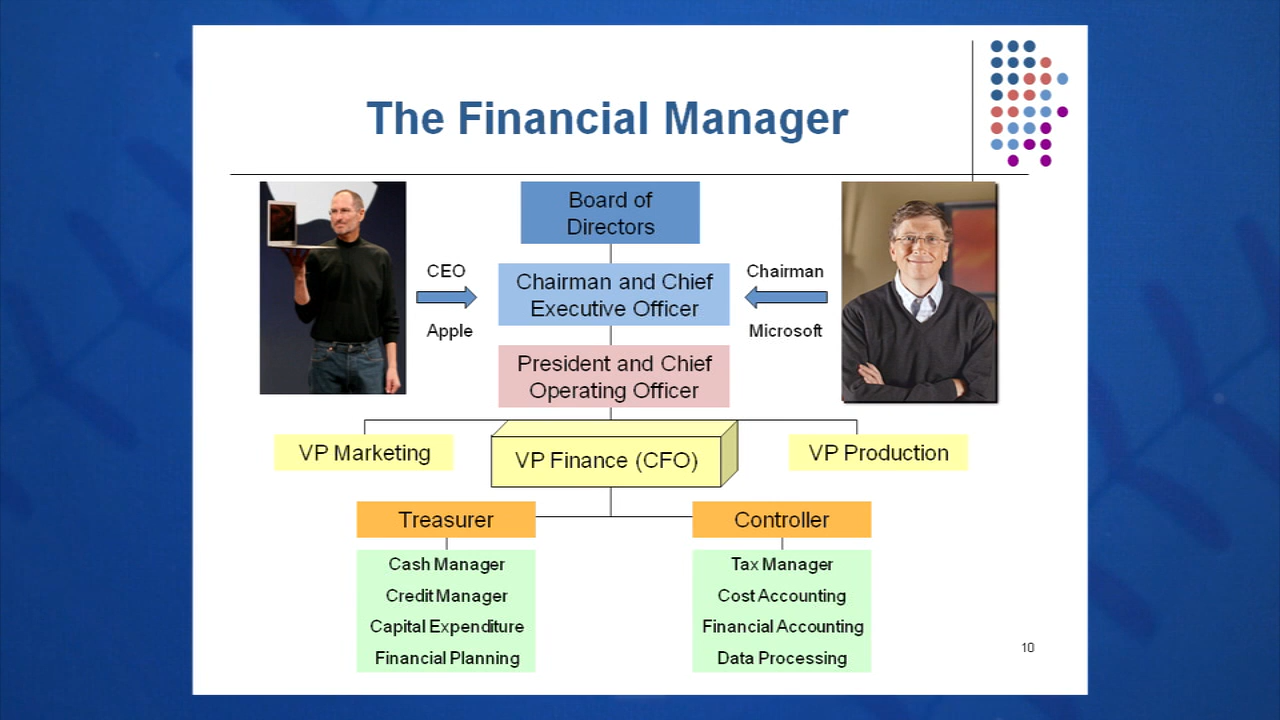 The Financial Manager
Board of
Directors
CEO
Chairman and Chief
Executive Officer
Chairman
Apple
Microsoft
President and Chief
Operating Officer
VP Marketing
VP Finance (CFO)
VP Production
Treasurer
Controller
Cash Manager
Credit Manager
Capital Expenditure
Financial Planning
Tax Manager
Cost Accounting
Financial Accounting
Data Processing
10